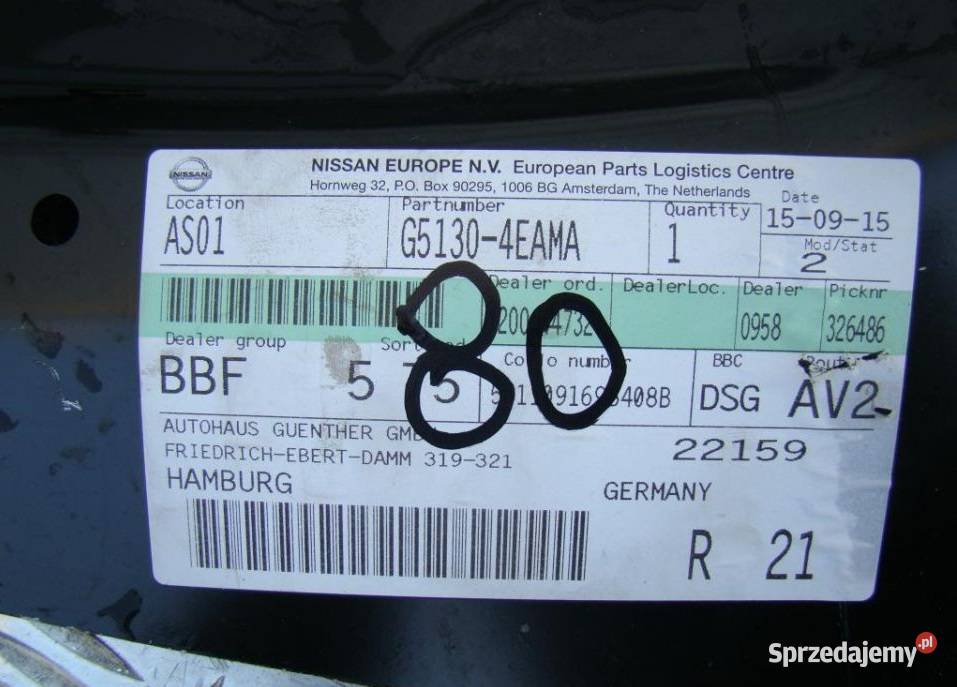 NISSAN
NISSAN EUROPE N.V. European Parts Logistics Centre
Hornweg 32, P.O. Box 90295, 1006 BG Amsterdam, The Netherlands
Location Partnumber Quantity Date
AS01 G5130-4EAMA 1 15-09-15
Mod/Stat
2
Dealer ord. DealerLoc. Dealer Picknr
0958 326486
Dealer group
BBF 5 5
80
number BBC
DSG AV2
AUTOHAUS GUENTHER
FRIEDRICH-EBERT-DAMM 319-321
22159
HAMBURG GERMANY
R 21
Sprzedajemy.pl